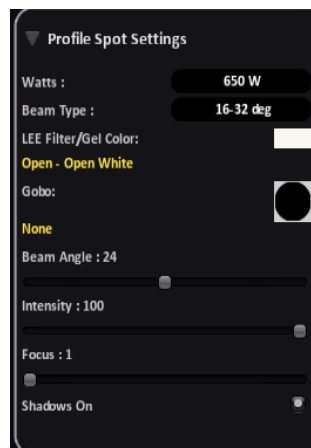 Profile Spot Settings
Watts : 650 W
Beam Type : 16-32 deg
LEE Filter/Gel Color:
Open - Open White
Gobo:
None
Beam Angle : 24
Intensity : 100
Focus : 1
Shadows On